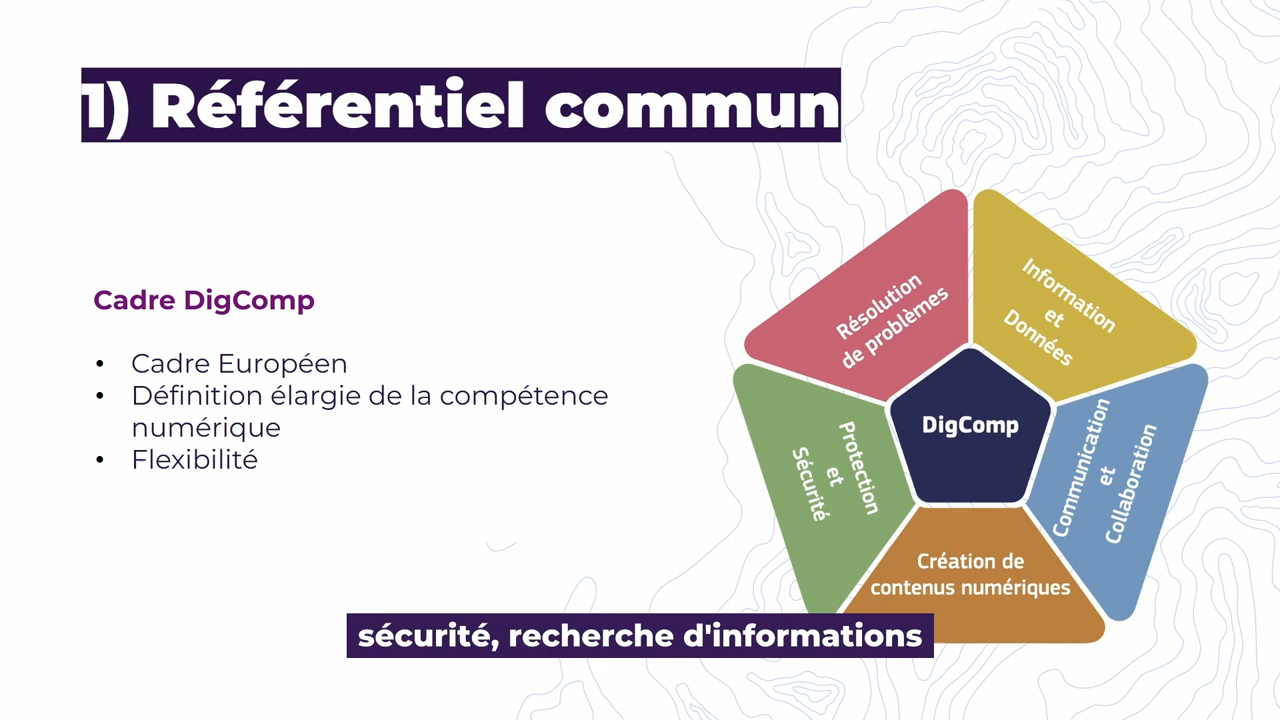 1) Référentiel commun
Cadre DigComp
• Cadre Européen
• Définition élargie de la compétence
numérique
• Flexibilité
Résolution
de problèmes
Information
et
Données
DigComp
Protection
et
Sécurité
Communication
et
Collaboration
Création de
contenus numériques
sécurité, recherche d'informations